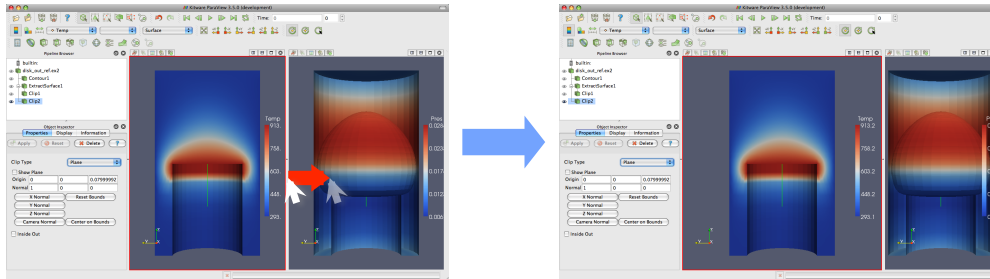 Kitware ParaView 3.5.0 (development)
Time: 0
0
Temp
Surface
Pipeline Browser
builtin:
disk_out_ref.ex2
Contour1
ExtractSurface1
Clip1
Clip2
Object Inspector
Properties Display Information
Apply Reset Delete ?
Clip Type Plane
Show Plane
Origin 0 0 0.07999992
Normal 1 0 0
X Normal Reset Bounds
Y Normal
Z Normal
Camera Normal Center on Bounds
Inside Out
Temp
913.
758.
603.
448.
293.
Pres
0.028
0.023
0.017
0.012
0.006
Kitware ParaView 3.5.0 (development)
Time: 0
0
Temp
Surface
Pipeline Browser
builtin:
disk_out_ref.ex2
Contour1
ExtractSurface1
Clip1
Clip2
Object Inspector
Properties Display Information
Apply Reset Delete ?
Clip Type Plane
Show Plane
Origin 0 0 0.07999992
Normal 1 0 0
X Normal Reset Bounds
Y Normal
Z Normal
Camera Normal Center on Bounds
Inside Out
Temp
913.2
758.2
603.2
448.2
293.1